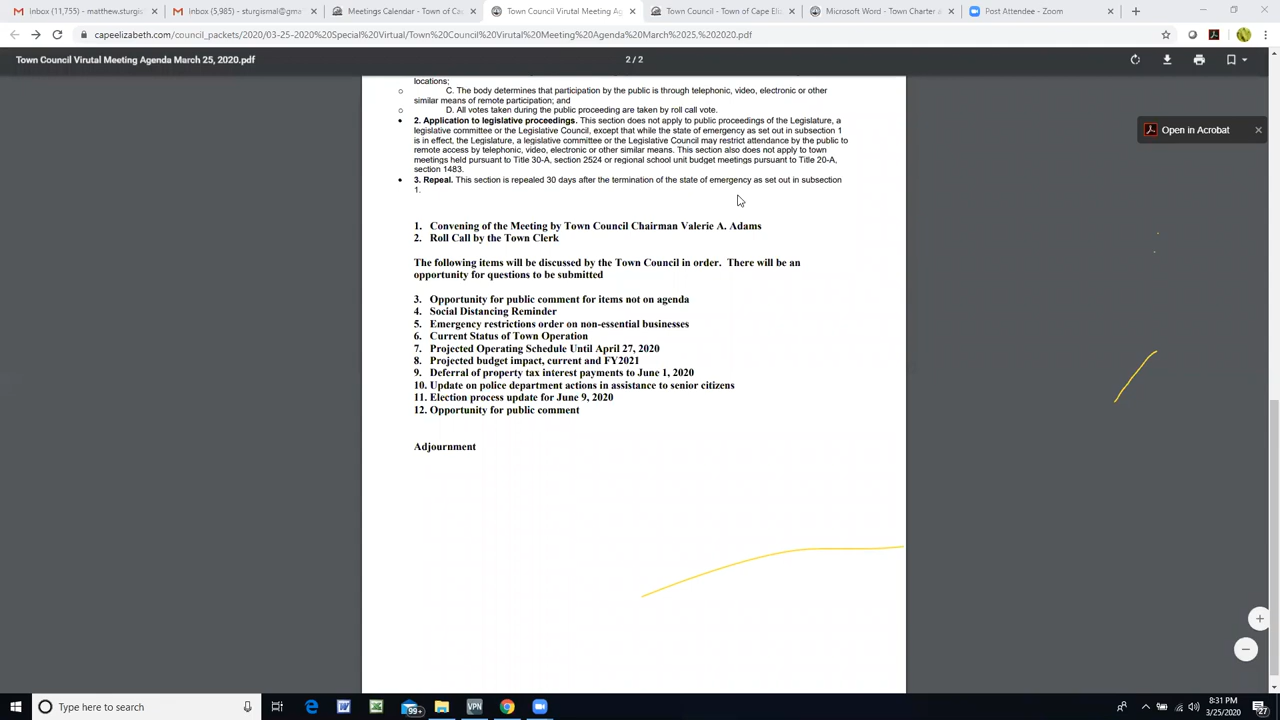 Inbox (11,755) - matthew.sturgis
Inbox (5,985) - sturgismal@gma
Meetings Calendar - Town of Ca
Town Council Virutal Meeting A
Town Council - Town of Cape Eli
Microsoft Word - Town Charter a
Post Attendee - Zoom
capeelizabeth.com/council_packets/2020/03-25-2020%20Special%20Virtual/Town%20Council%20Virutal%20Meeting%20Agenda%20March%2025,%202020.pdf
Town Council Virutal Meeting Agenda March 25, 2020.pdf
2 / 2
Open in Acrobat
locations;
o C. The body determines that participation by the public is through telephonic, video, electronic or other
similar means of remote participation; and
o D. All votes taken during the public proceeding are taken by roll call vote.
• 2. Application to legislative proceedings. This section does not apply to public proceedings of the Legislature, a
legislative committee or the Legislative Council, except that while the state of emergency as set out in subsection 1
is in effect, the Legislature, a legislative committee or the Legislative Council may restrict attendance by the public to
remote access by telephonic, video, electronic or other similar means. This section also does not apply to town
meetings held pursuant to Title 30-A, section 2524 or regional school unit budget meetings pursuant to Title 20-A,
section 1483.
• 3. Repeal. This section is repealed 30 days after the termination of the state of emergency as set out in subsection
1.
1. Convening of the Meeting by Town Council Chairman Valerie A. Adams
2. Roll Call by the Town Clerk
The following items will be discussed by the Town Council in order. There will be an
opportunity for questions to be submitted
3. Opportunity for public comment for items not on agenda
4. Social Distancing Reminder
5. Emergency restrictions order on non-essential businesses
6. Current Status of Town Operation
7. Projected Operating Schedule Until April 27, 2020
8. Projected budget impact, current and FY2021
9. Deferral of property tax interest payments to June 1, 2020
10. Update on police department actions in assistance to senior citizens
11. Election process update for June 9, 2020
12. Opportunity for public comment
Adjournment
Type here to search
99+
VPN
8:31 PM
3/25/2020
27